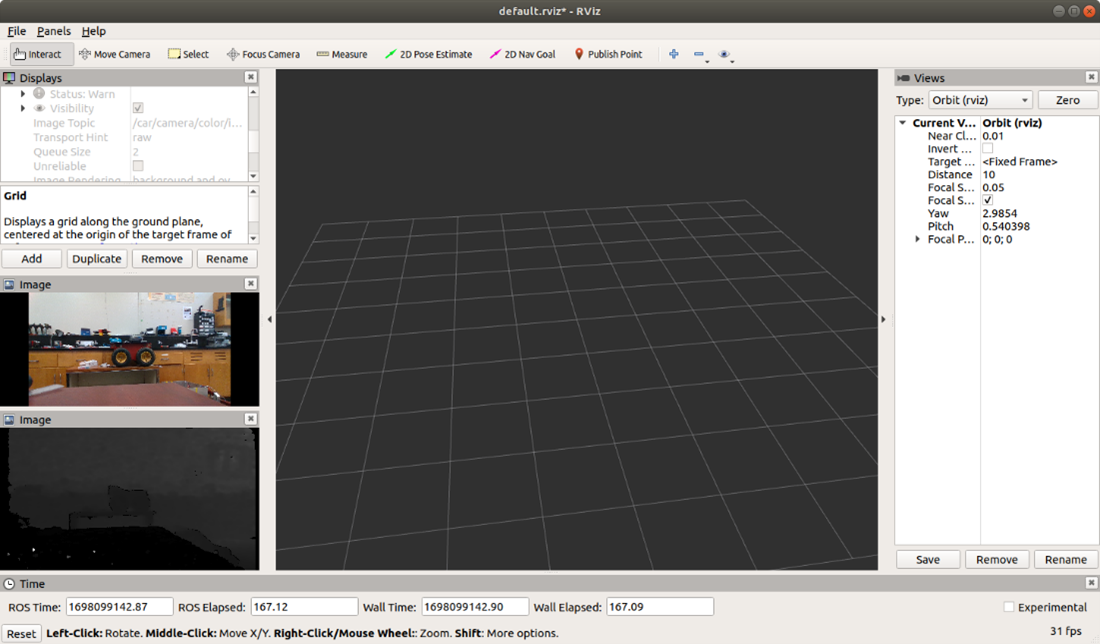 default.rviz* - RViz
File Panels Help
Interact Move Camera Select Focus Camera Measure 2D Pose Estimate 2D Nav Goal Publish Point
Displays
Status: Warn
Visibility
Image Topic /car/camera/color/i...
Transport Hint raw
Queue Size 2
Unreliable
Image Rendering background and ov
Grid
Displays a grid along the ground plane,
centered at the origin of the target frame of
Add Duplicate Remove Rename
Image
Image
Views
Type: Orbit (rviz) Zero
Current V... Orbit (rviz)
Near Cl... 0.01
Invert ...
Target ... <Fixed Frame>
Distance 10
Focal S... 0.05
Focal S...
Yaw 2.9854
Pitch 0.540398
Focal P... 0; 0; 0
Save Remove Rename
Time
ROS Time: 1698099142.87 ROS Elapsed: 167.12 Wall Time: 1698099142.90 Wall Elapsed: 167.09 Experimental
Reset Left-Click: Rotate. Middle-Click: Move X/Y. Right-Click/Mouse Wheel:: Zoom. Shift: More options. 31 fps